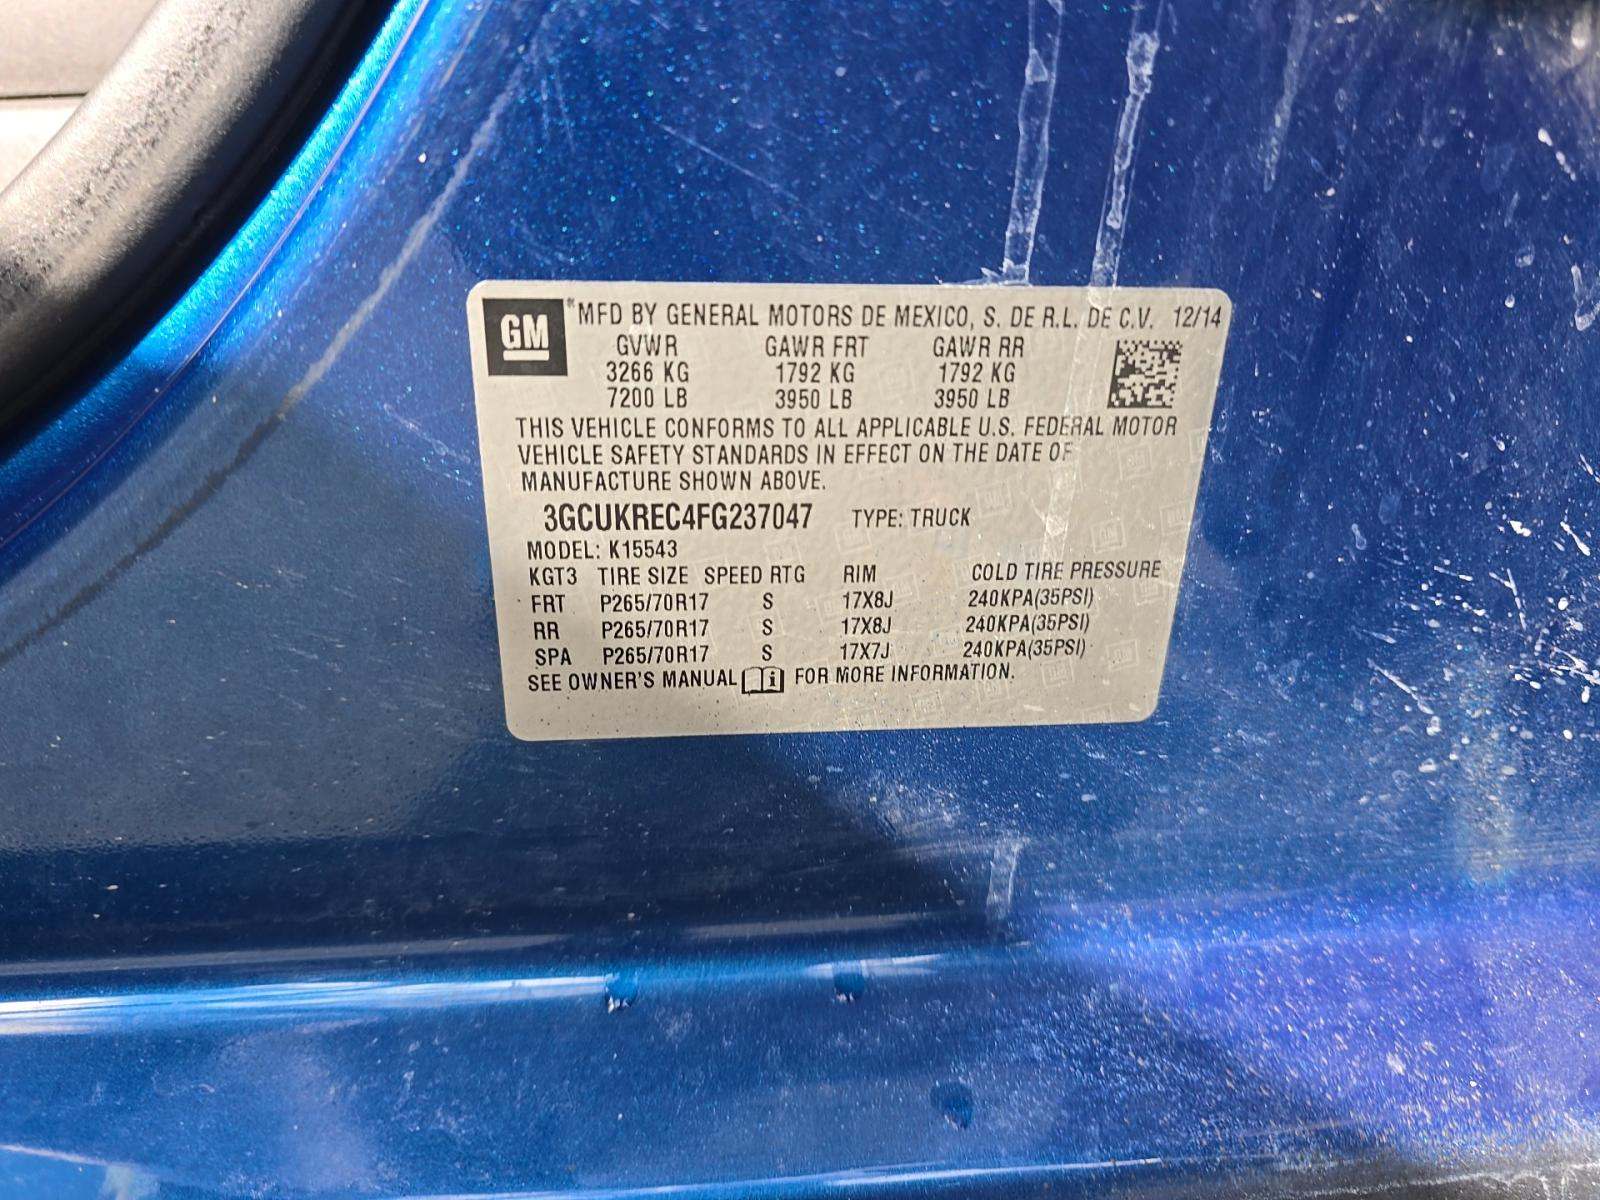 GM *MFD BY GENERAL MOTORS DE MEXICO, S. DE R.L. DE C.V. 12/14
GVWR GAWR FRT GAWR RR
3266 KG 1792 KG 1792 KG
7200 LB 3950 LB 3950 LB
THIS VEHICLE CONFORMS TO ALL APPLICABLE U.S. FEDERAL MOTOR
VEHICLE SAFETY STANDARDS IN EFFECT ON THE DATE OF
MANUFACTURE SHOWN ABOVE.
3GCUKREC4FG237047 TYPE: TRUCK
MODEL: K15543
KGT3 TIRE SIZE SPEED RTG RIM COLD TIRE PRESSURE
FRT P265/70R17 S 17X8J 240KPA(35PSI)
RR P265/70R17 S 17X8J 240KPA(35PSI)
SPA P265/70R17 S 17X7J 240KPA(35PSI)
SEE OWNER'S MANUAL i FOR MORE INFORMATION.